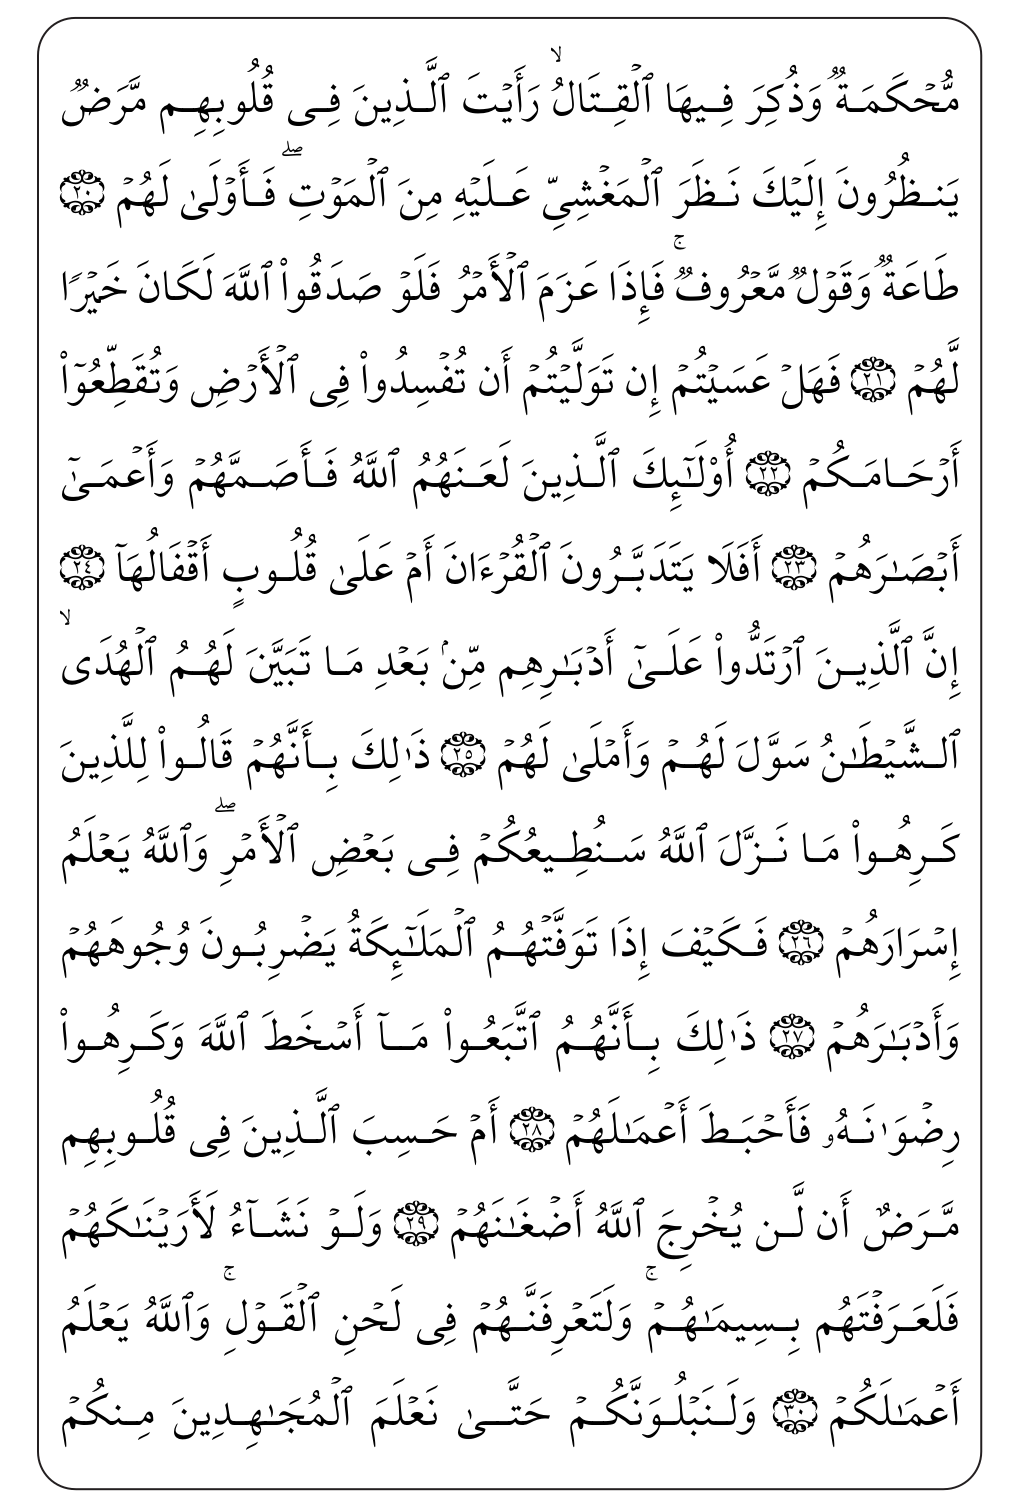 مُّحْكَمَةٌ وَذُكِرَ فِيهَا ٱلْقِتَالُ ۙ رَأَيْتَ ٱلَّذِينَ فِى قُلُوبِهِم مَّرَضٌ
يَنظُرُونَ إِلَيْكَ نَظَرَ ٱلْمَغْشِىِّ عَلَيْهِ مِنَ ٱلْمَوْتِ ۖ فَأَوْلَىٰ لَهُمْ ٢٠
طَاعَةٌ وَقَوْلٌ مَّعْرُوفٌ ۚ فَإِذَا عَزَمَ ٱلْأَمْرُ فَلَوْ صَدَقُوا۟ ٱللَّهَ لَكَانَ خَيْرًا
لَّهُمْ ٢١ فَهَلْ عَسَيْتُمْ إِن تَوَلَّيْتُمْ أَن تُفْسِدُوا۟ فِى ٱلْأَرْضِ وَتُقَطِّعُوٓا۟
أَرْحَامَكُمْ ٢٢ أُو۟لَـٰٓئِكَ ٱلَّذِينَ لَعَنَهُمُ ٱللَّهُ فَأَصَمَّهُمْ وَأَعْمَىٰٓ
أَبْصَـٰرَهُمْ ٢٣ أَفَلَا يَتَدَبَّرُونَ ٱلْقُرْءَانَ أَمْ عَلَىٰ قُلُوبٍ أَقْفَالُهَآ ٢٤
إِنَّ ٱلَّذِينَ ٱرْتَدُّوا۟ عَلَىٰٓ أَدْبَـٰرِهِم مِّنۢ بَعْدِ مَا تَبَيَّنَ لَهُمُ ٱلْهُدَى ۙ
ٱلشَّيْطَـٰنُ سَوَّلَ لَهُمْ وَأَمْلَىٰ لَهُمْ ٢٥ ذَٰلِكَ بِأَنَّهُمْ قَالُوا۟ لِلَّذِينَ
كَرِهُوا۟ مَا نَزَّلَ ٱللَّهُ سَنُطِيعُكُمْ فِى بَعْضِ ٱلْأَمْرِ ۖ وَٱللَّهُ يَعْلَمُ
إِسْرَارَهُمْ ٢٦ فَكَيْفَ إِذَا تَوَفَّتْهُمُ ٱلْمَلَـٰٓئِكَةُ يَضْرِبُونَ وُجُوهَهُمْ
وَأَدْبَـٰرَهُمْ ٢٧ ذَٰلِكَ بِأَنَّهُمُ ٱتَّبَعُوا۟ مَآ أَسْخَطَ ٱللَّهَ وَكَرِهُوا۟
رِضْوَٰنَهُۥ فَأَحْبَطَ أَعْمَـٰلَهُمْ ٢٨ أَمْ حَسِبَ ٱلَّذِينَ فِى قُلُوبِهِم
مَّرَضٌ أَن لَّن يُخْرِجَ ٱللَّهُ أَضْغَـٰنَهُمْ ٢٩ وَلَوْ نَشَآءُ لَأَرَيْنَـٰكَهُمْ
فَلَعَرَفْتَهُم بِسِيمَـٰهُمْ ۚ وَلَتَعْرِفَنَّهُمْ فِى لَحْنِ ٱلْقَوْلِ ۚ وَٱللَّهُ يَعْلَمُ
أَعْمَـٰلَكُمْ ٣٠ وَلَنَبْلُوَنَّكُمْ حَتَّىٰ نَعْلَمَ ٱلْمُجَـٰهِدِينَ مِنكُمْ